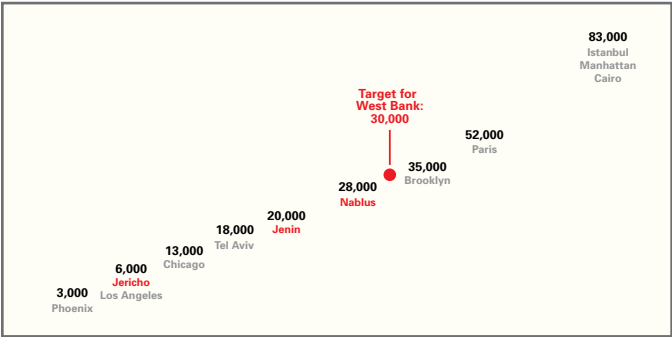 83,000
Istanbul
Manhattan
Cairo
Target for
West Bank:
30,000
52,000
Paris
35,000
Brooklyn
28,000
Nablus
20,000
Jenin
18,000
Tel Aviv
13,000
Chicago
6,000
Jericho
Los Angeles
3,000
Phoenix